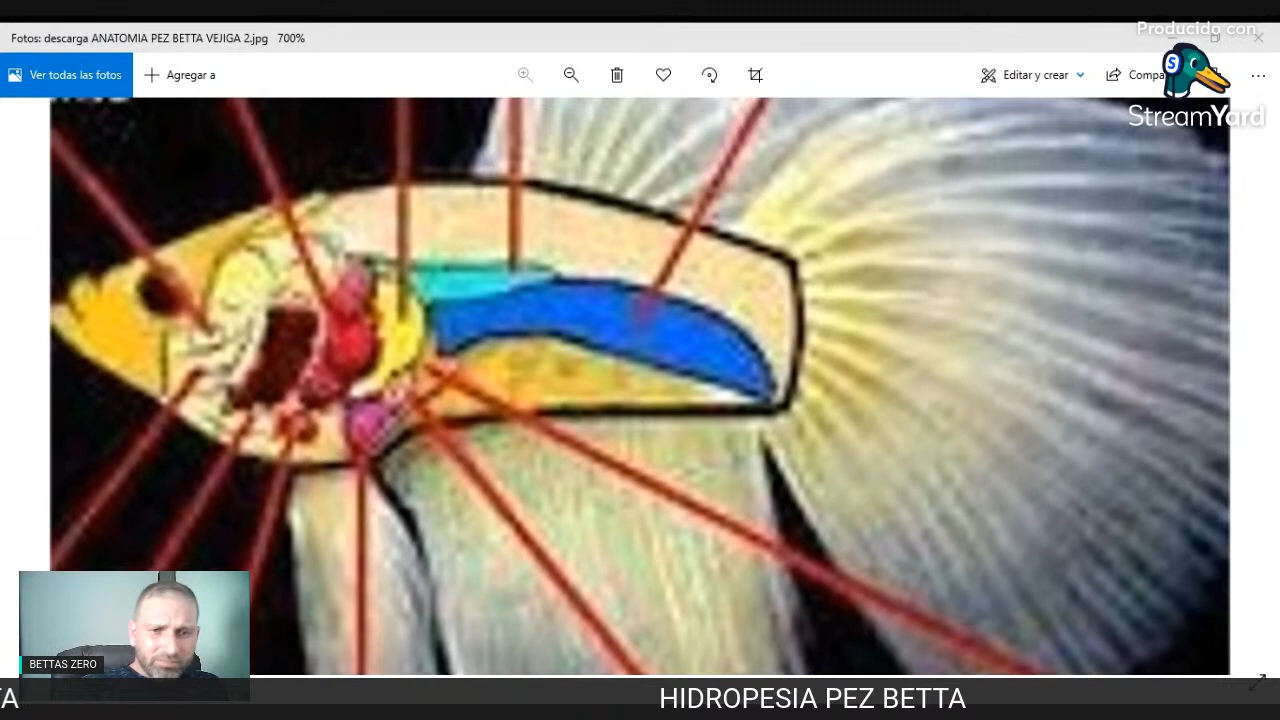 Producido con
Fotos: descarga ANATOMIA PEZ BETTA VEJIGA 2.jpg 700%
Ver todas las fotos
Agregar a
Editar y crear
Compa
S
StreamYard
BETTAS ZERO
TA
HIDROPESIA PEZ BETTA